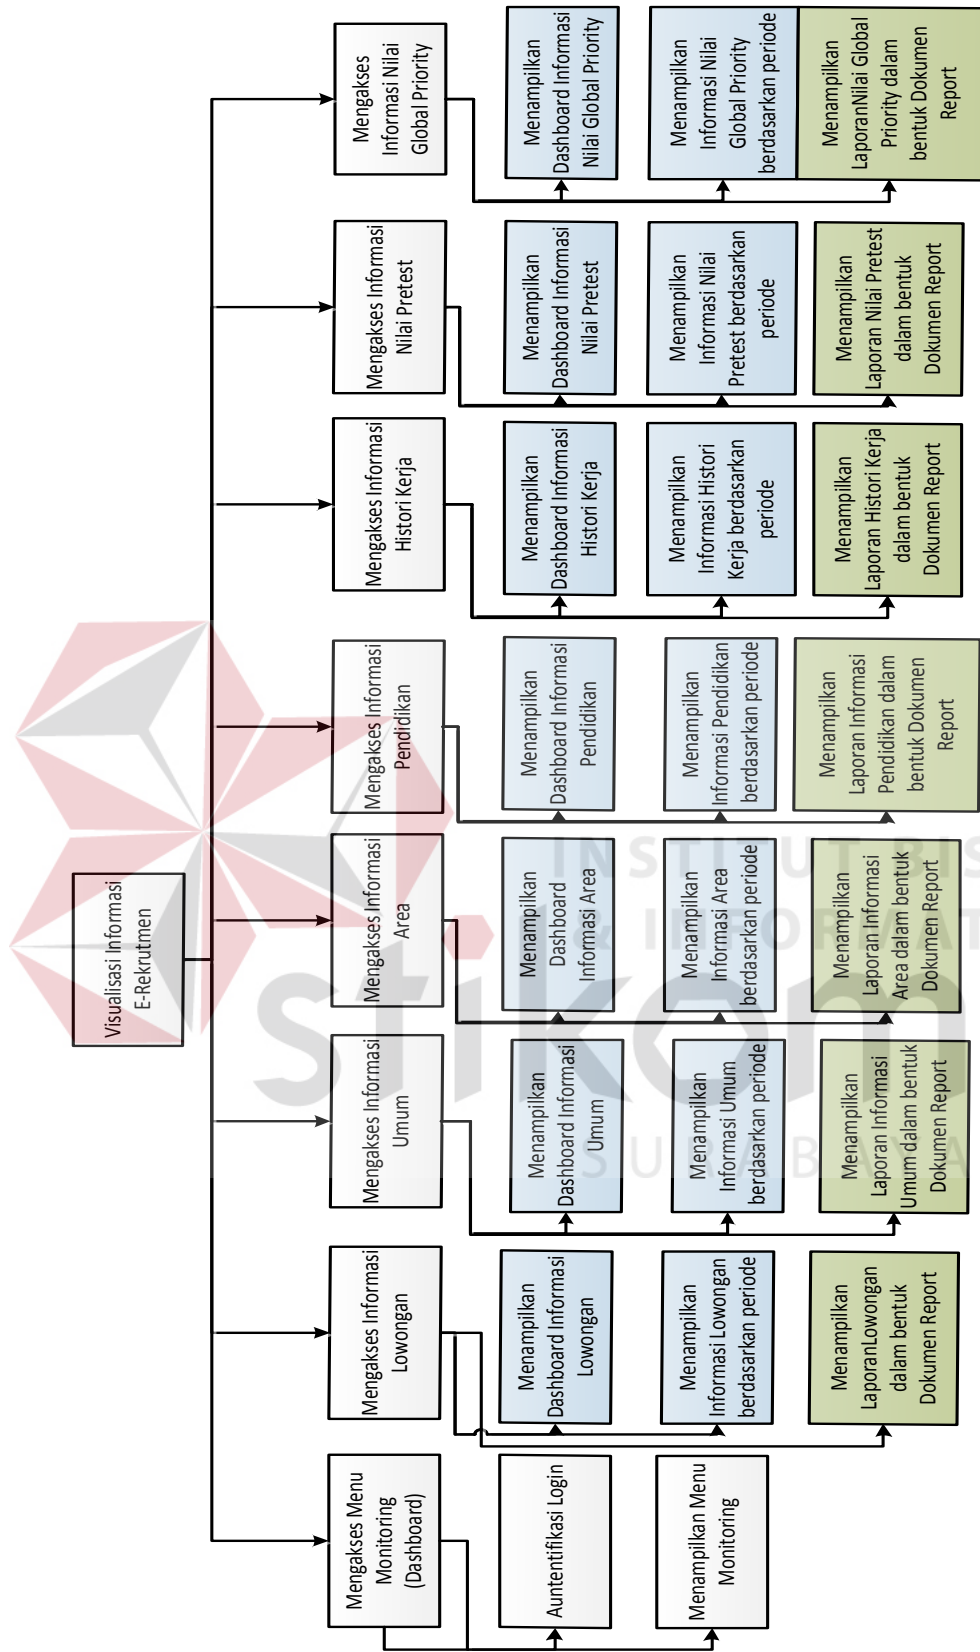 Visualisasi Informasi
E-Rekrutmen
Mengakses Menu
Monitoring
(Dashboard)
Auntentifikasi Login
Menampilkan Menu
Monitoring
Mengakses Informasi
Lowongan
Menampilkan
Dashboard Informasi
Lowongan
Menampilkan
Informasi Lowongan
berdasarkan periode
Menampilkan
LaporanLowongan
dalam bentuk
Dokumen Report
Mengakses Informasi
Umum
Menampilkan
Dashboard Informasi
Umum
Menampilkan
Informasi Umum
berdasarkan periode
Menampilkan
Laporan Informasi
Umum dalam bentuk
Dokumen Report
Mengakses Informasi
Area
Menampilkan
Dashboard
Informasi Area
Menampilkan
Informasi Area
berdasarkan periode
Menampilkan
Laporan Informasi
Area dalam bentuk
Dokumen Report
Mengakses Informasi
Pendidikan
Menampilkan
Dashboard Informasi
Pendidikan
Menampilkan
Informasi Pendidikan
berdasarkan periode
Menampilkan
Laporan Informasi
Pendidikan dalam
bentuk Dokumen
Report
Mengakses Informasi
Histori Kerja
Menampilkan
Dashboard Informasi
Histori Kerja
Menampilkan
Informasi Histori
Kerja berdasarkan
periode
Menampilkan
Laporan Histori Kerja
dalam bentuk
Dokumen Report
Mengakses Informasi
Nilai Pretest
Menampilkan
Dashboard Informasi
Nilai Pretest
Menampilkan
Informasi Nilai
Pretest berdasarkan
periode
Menampilkan
Laporan Nilai Pretest
dalam bentuk
Dokumen Report
Mengakses
Informasi Nilai
Global Priority
Menampilkan
Dashboard Informasi
Nilai Global Priority
Menampilkan
Informasi Nilai
Global Priority
berdasarkan periode
Menampilkan
LaporanNilai Global
Priority dalam
bentuk Dokumen
Report
INSTITUT BIS
& INFORMAT
stikom
SURABAYA